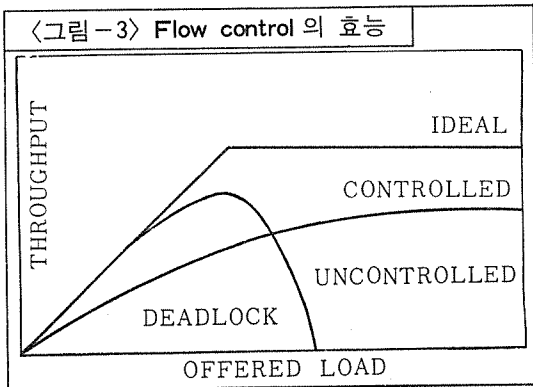 〈그림-3〉 Flow control 의 효능
THROUGHPUT
IDEAL
CONTROLLED
UNCONTROLLED
DEADLOCK
OFFERED LOAD